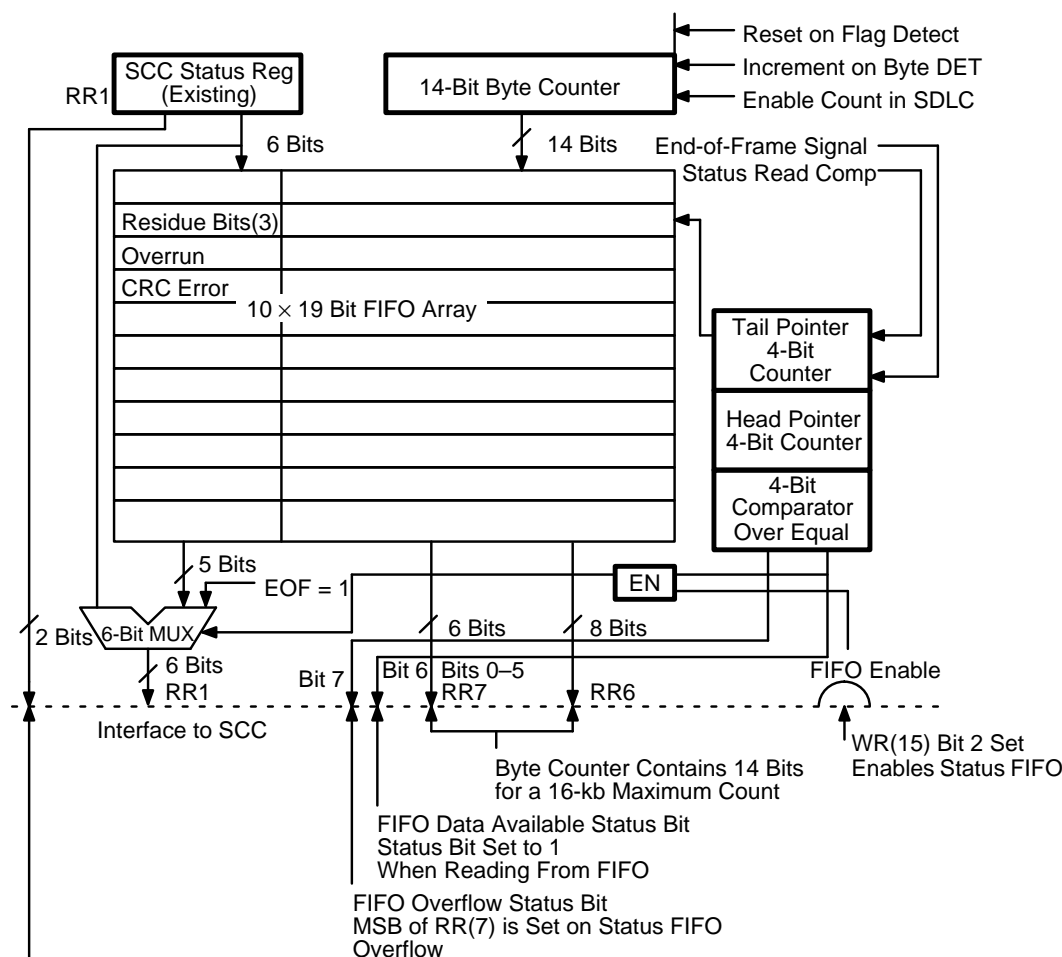 Reset on Flag Detect
SCC Status Reg
(Existing)
RR1
14-Bit Byte Counter
Increment on Byte DET
Enable Count in SDLC
6 Bits
14 Bits
End-of-Frame Signal
Status Read Comp
Residue Bits(3)
Overrun
CRC Error
10 × 19 Bit FIFO Array
Tail Pointer
4-Bit
Counter
Head Pointer
4-Bit Counter
4-Bit
Comparator
Over Equal
5 Bits
EOF = 1
EN
2 Bits
6-Bit MUX
6 Bits
8 Bits
6 Bits
RR1
Bit 7
Bit 6
Bits 0–5
RR7
RR6
FIFO Enable
Interface to SCC
WR(15) Bit 2 Set
Enables Status FIFO
Byte Counter Contains 14 Bits
for a 16-kb Maximum Count
FIFO Data Available Status Bit
Status Bit Set to 1
When Reading From FIFO
FIFO Overflow Status Bit
MSB of RR(7) is Set on Status FIFO
Overflow